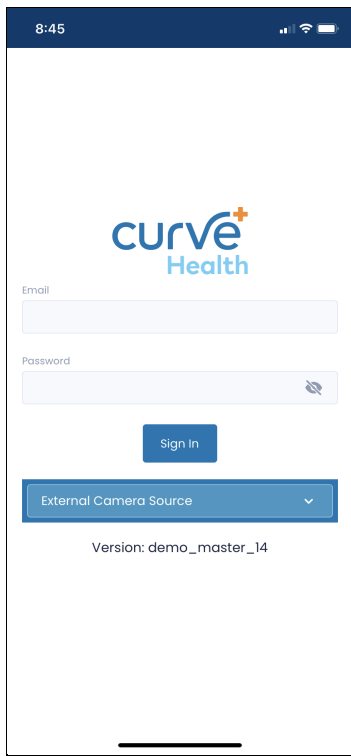 8:45
curve
Health
Email
Password
Sign In
External Camera Source
Version: demo_master_14